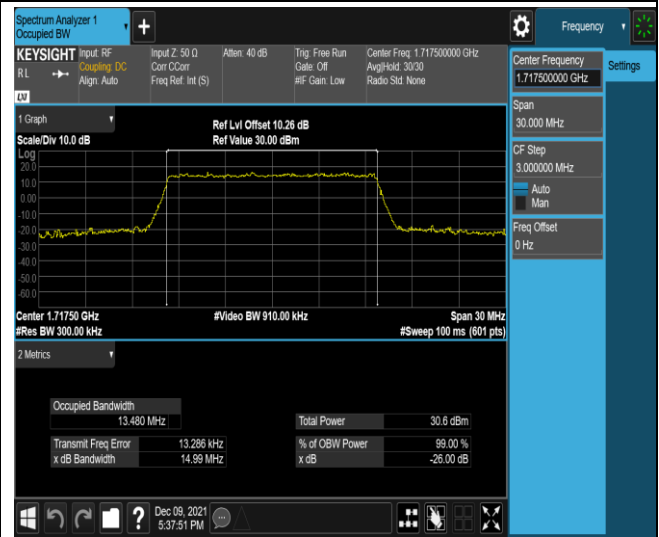 Spectrum Analyzer 1
Occupied BW
+
Frequency
KEYSIGHT
RL
LXI
Input: RF
Coupling: DC
Align: Auto
Input Z: 50 Ω
Corr CCorr
Freq Ref: Int (S)
Atten: 40 dB
Trig: Free Run
Gate: Off
#IF Gain: Low
Center Freq: 1.717500000 GHz
Avg|Hold: 30/30
Radio Std: None
Center Frequency
1.717500000 GHz
Settings
Span
30.000 MHz
CF Step
3.000000 MHz
Auto
Man
Freq Offset
0 Hz
1 Graph
Scale/Div 10.0 dB
Ref Lvl Offset 10.26 dB
Ref Value 30.00 dBm
Log
20.0
10.0
0.00
-10.0
-20.0
-30.0
-40.0
-50.0
-60.0
Center 1.71750 GHz
#Video BW 910.00 kHz
Span 30 MHz
#Res BW 300.00 kHz
#Sweep 100 ms (601 pts)
2 Metrics
Occupied Bandwidth
13.480 MHz
Total Power 30.6 dBm
Transmit Freq Error 13.286 kHz
% of OBW Power 99.00 %
x dB Bandwidth 14.99 MHz
x dB -26.00 dB
?
Dec 09, 2021
5:37:51 PM